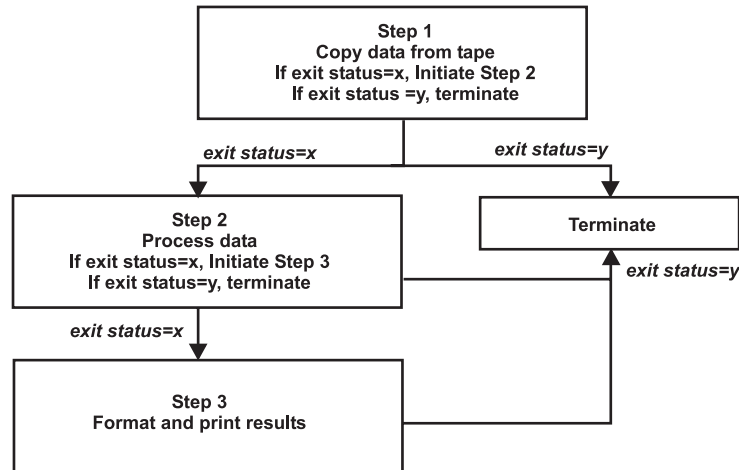 Step 1
Copy data from tape
If exit status=x, Initiate Step 2
If exit status =y, terminate
exit status=x
exit status=y
Step 2
Process data
If exit status=x, Initiate Step 3
If exit status=y, terminate
Terminate
exit status=y
exit status=x
Step 3
Format and print results